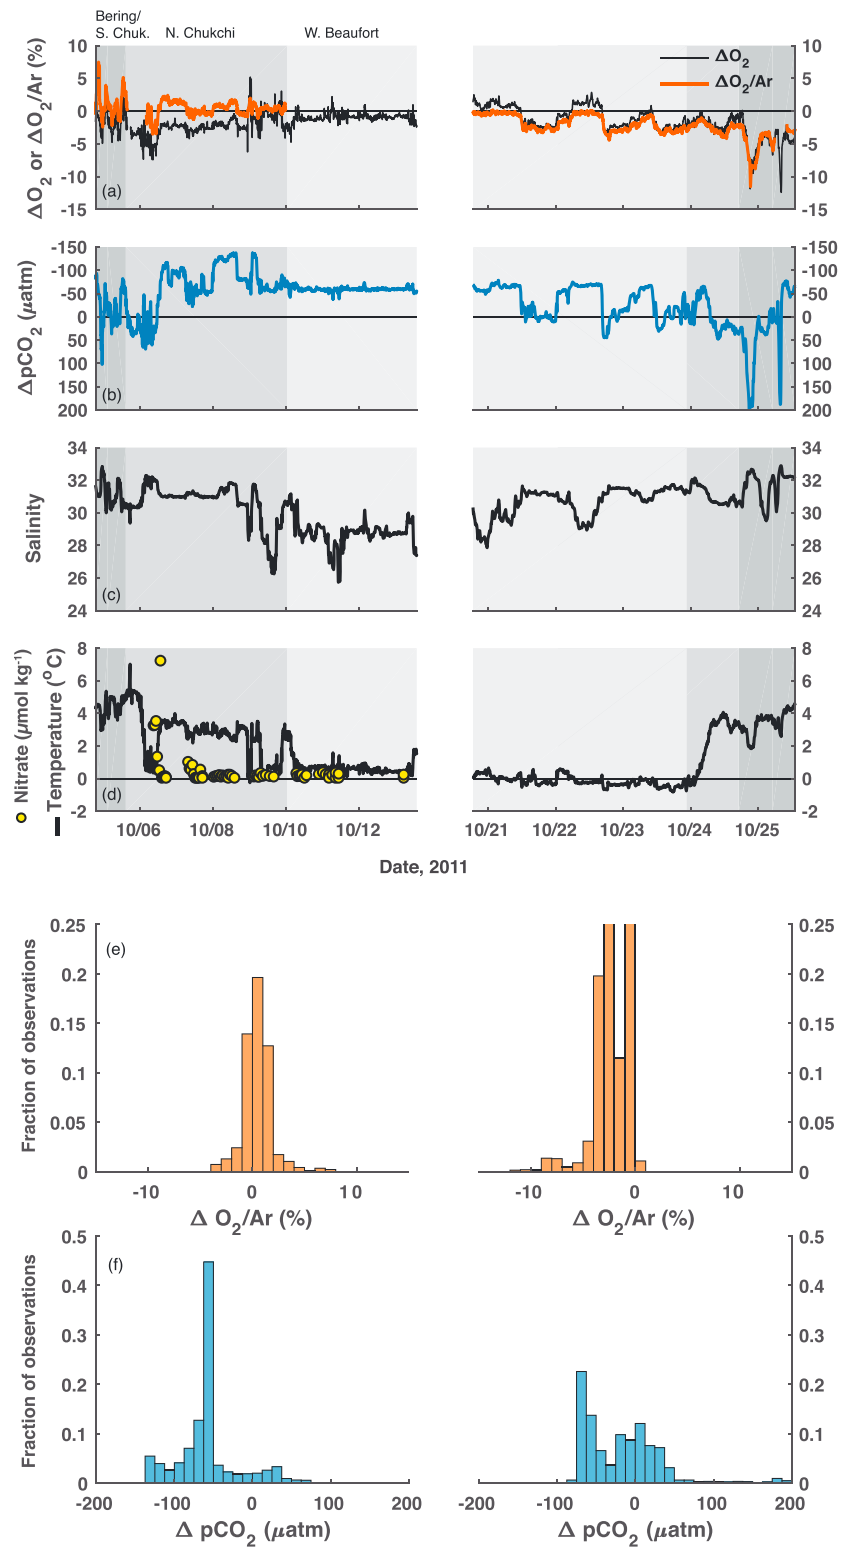 Bering/
S. Chuk.
N. Chukchi
W. Beaufort
ΔO2 or ΔO2/Ar (%)
10
5
0
-5
-10
-15
(a)
ΔO2
ΔO2/Ar
10
5
0
-5
-10
-15
ΔpCO2 (μatm)
-150
-100
-50
0
50
100
150
200
(b)
-150
-100
-50
0
50
100
150
200
Salinity
34
32
30
28
26
24
(c)
34
32
30
28
26
24
Nitrate (μmol kg-1)
Temperature (°C)
8
6
4
2
0
-2
(d)
8
6
4
2
0
-2
10/06 10/08 10/10 10/12
10/21 10/22 10/23 10/24 10/25
Date, 2011
Fraction of observations
0.25
0.2
0.15
0.1
0.05
0
(e)
0.25
0.2
0.15
0.1
0.05
0
-10 0 10
-10 0 10
Δ O2/Ar (%)
Δ O2/Ar (%)
Fraction of observations
0.5
0.4
0.3
0.2
0.1
0
(f)
0.5
0.4
0.3
0.2
0.1
0
-200 -100 0 100 200
-200 -100 0 100 200
Δ pCO2 (μatm)
Δ pCO2 (μatm)